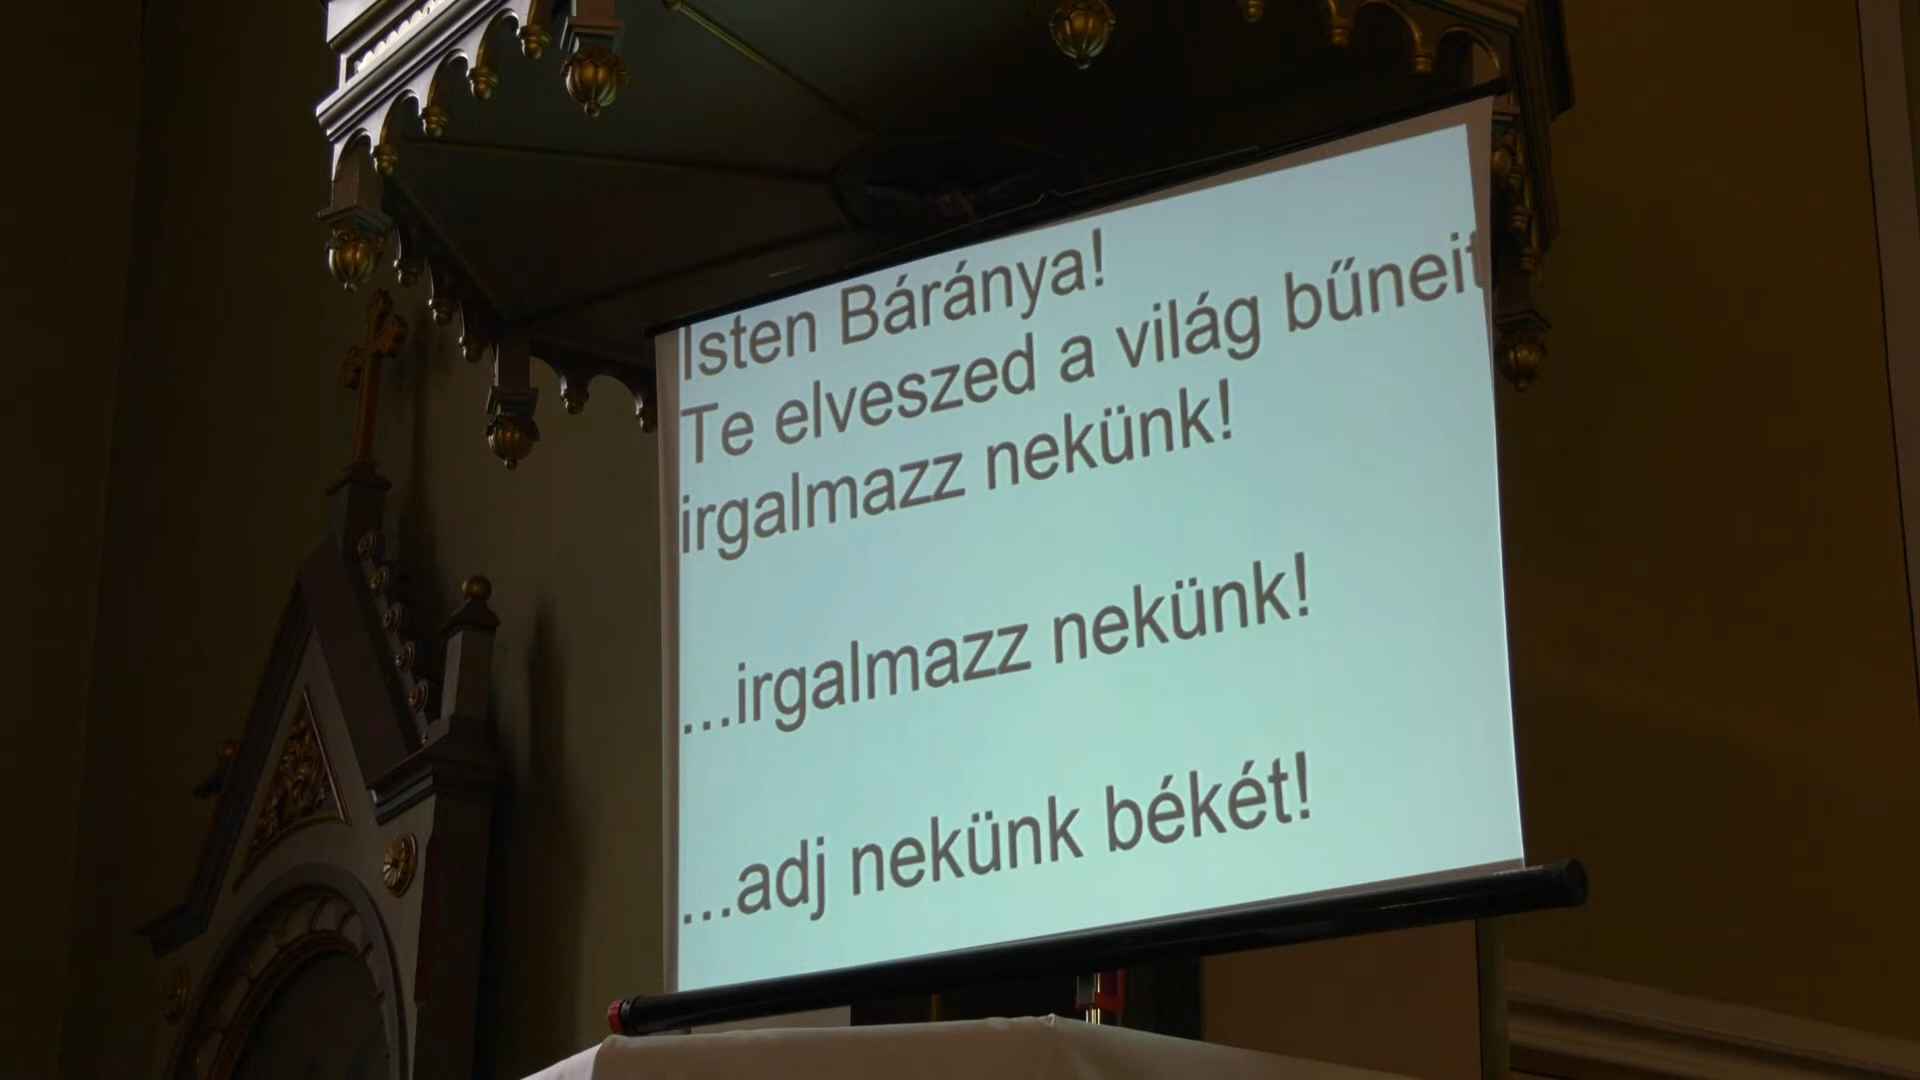 Isten Báránya!
Te elveszed a világ bűneit
irgalmazz nekünk!
...irgalmazz nekünk!
...adj nekünk békét!